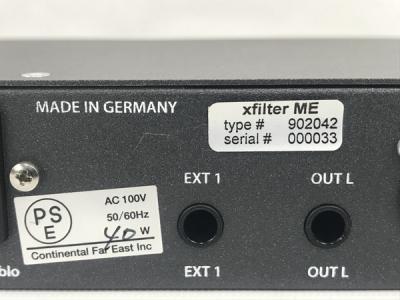 MADE IN GERMANY
xfilter ME
type # 902042
serial # 000033
EXT 1
OUT L
PS
E
AC 100V
50/60Hz
40 W
Continental Far East Inc
EXT 1
OUT L